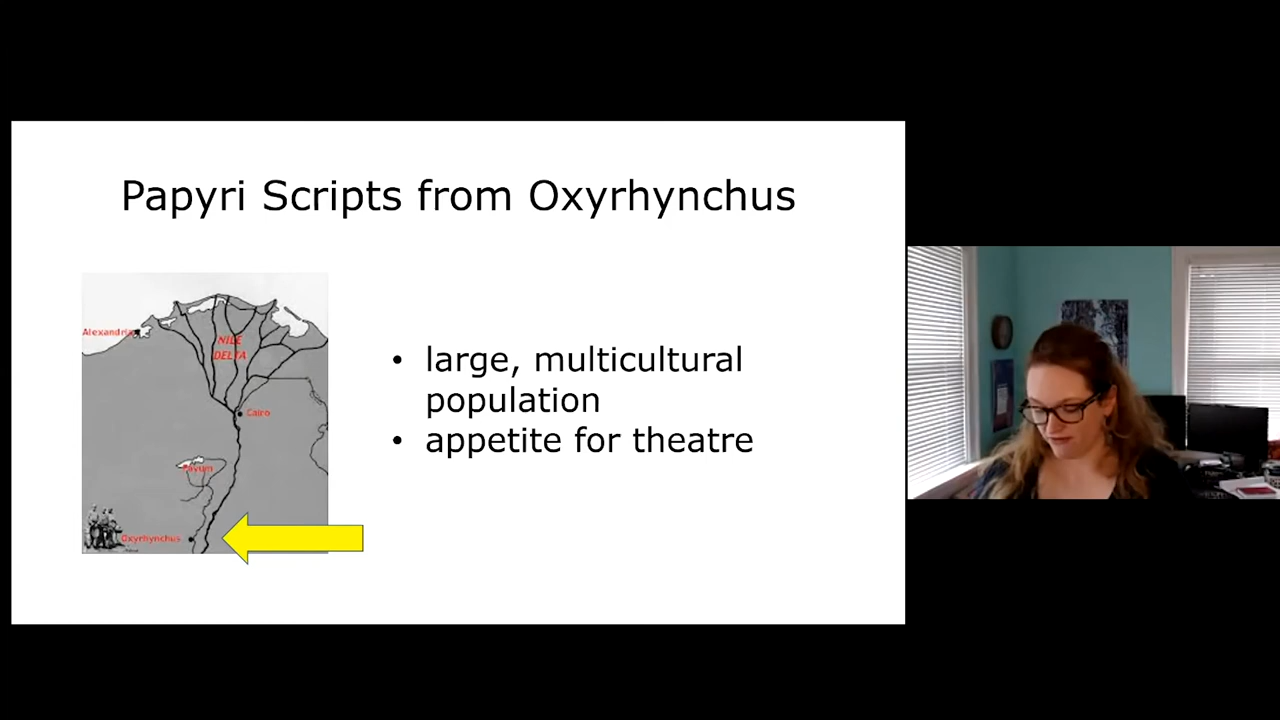 Papyri Scripts from Oxyrhynchus
Alexandria
NILE
DELTA
Cairo
Fayum
Oxyrhynchus
• large, multicultural
population
• appetite for theatre